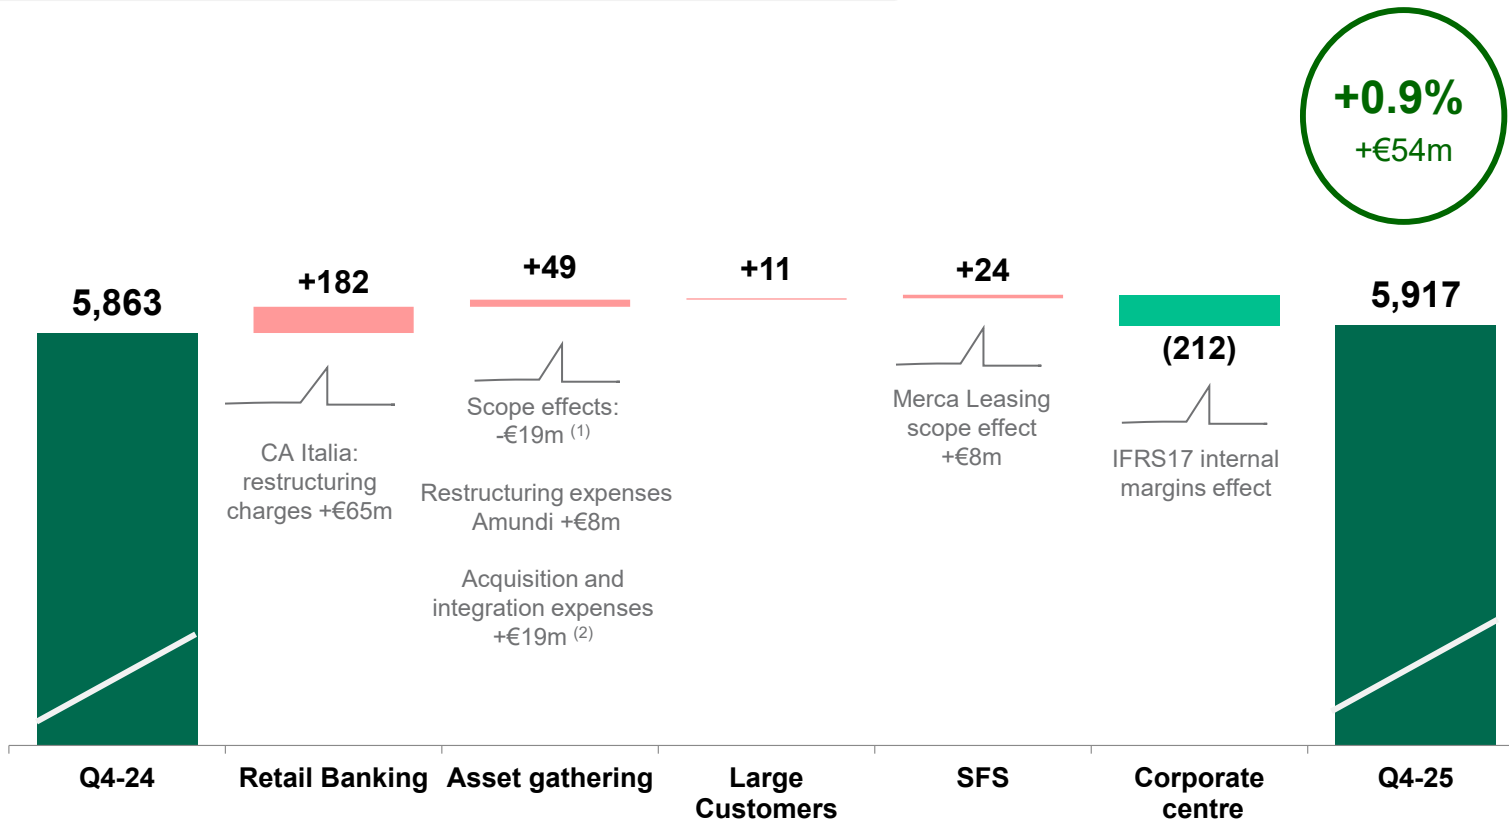 +0.9%
+€54m
5,863
+182
+49
+11
+24
(212)
5,917
CA Italia:
restructuring
charges +€65m
Scope effects:
-€19m (1)
Restructuring expenses
Amundi +€8m
Acquisition and
integration expenses
+€19m (2)
Merca Leasing
scope effect
+€8m
IFRS17 internal
margins effect
Q4-24
Retail Banking
Asset gathering
Large
Customers
SFS
Corporate
centre
Q4-25